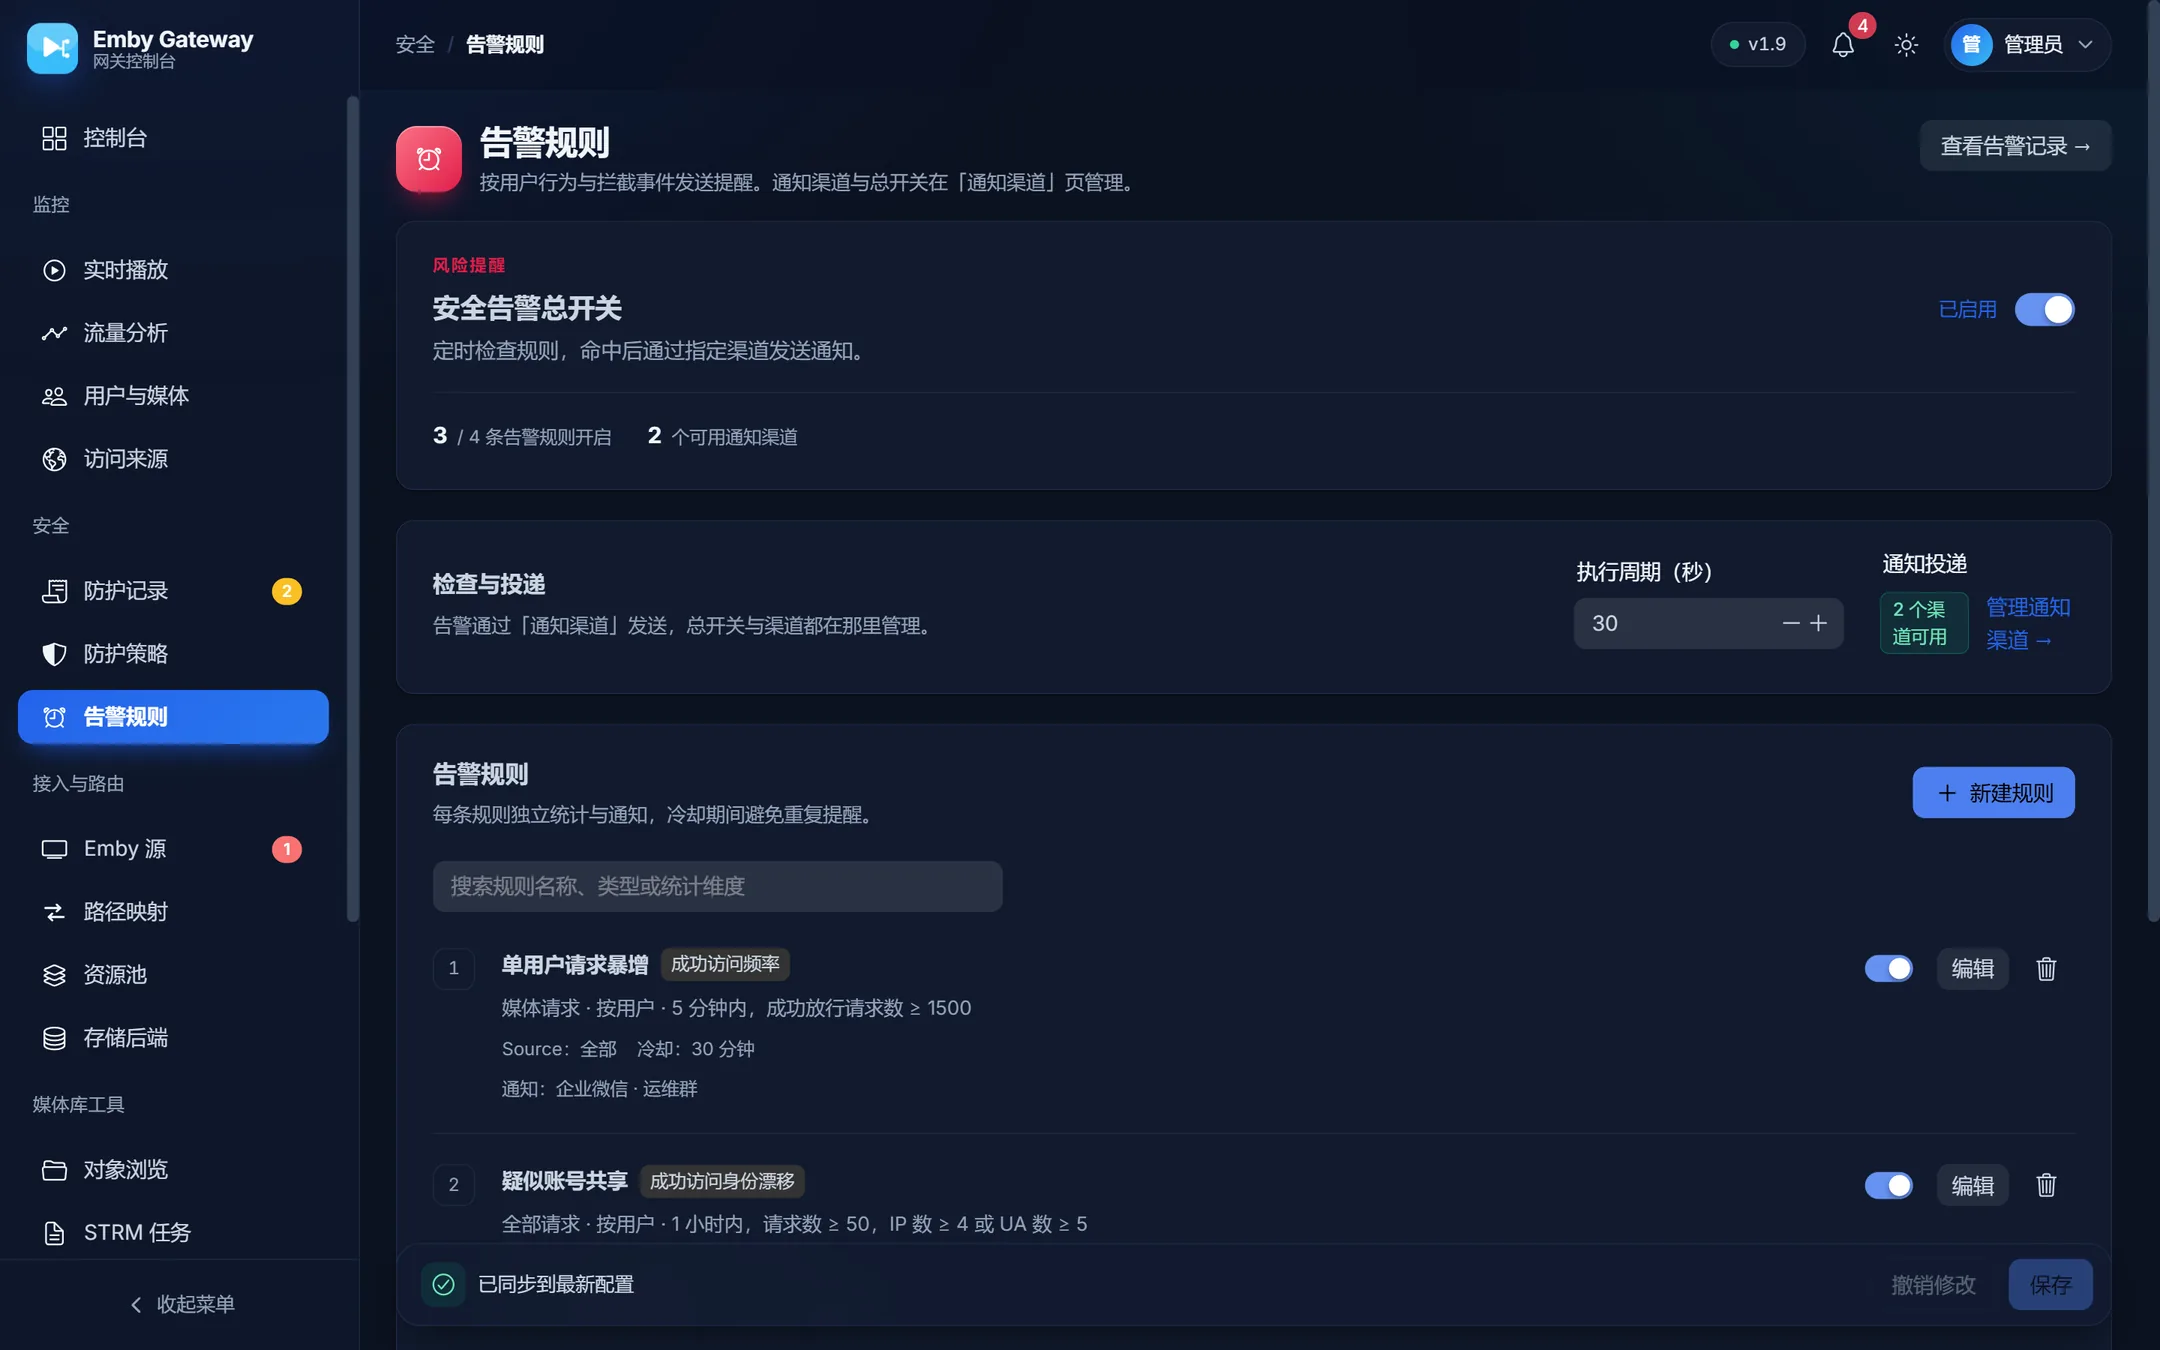 Emby Gateway
网关控制台
控制台
监控
实时播放
流量分析
用户与媒体
访问来源
安全
防护记录
2
防护策略
告警规则
接入与路由
Emby 源
1
路径映射
资源池
存储后端
媒体库工具
对象浏览
STRM 任务
收起菜单
安全 / 告警规则
v1.9
4
管
管理员
告警规则
按用户行为与拦截事件发送提醒。通知渠道与总开关在「通知渠道」页管理。
查看告警记录 →
风险提醒
安全告警总开关
定时检查规则，命中后通过指定渠道发送通知。
已启用
3 / 4 条告警规则开启 2 个可用通知渠道
检查与投递
告警通过「通知渠道」发送，总开关与渠道都在那里管理。
执行周期（秒）
30
通知投递
2 个渠
道可用
管理通知
渠道 →
告警规则
每条规则独立统计与通知，冷却期间避免重复提醒。
新建规则
搜索规则名称、类型或统计维度
1
单用户请求暴增 成功访问频率
媒体请求 · 按用户 · 5 分钟内，成功放行请求数 ≥ 1500
Source：全部 冷却：30 分钟
通知：企业微信 · 运维群
编辑
2
疑似账号共享 成功访问身份漂移
全部请求 · 按用户 · 1 小时内，请求数 ≥ 50，IP 数 ≥ 4 或 UA 数 ≥ 5
编辑
已同步到最新配置
撤销修改
保存